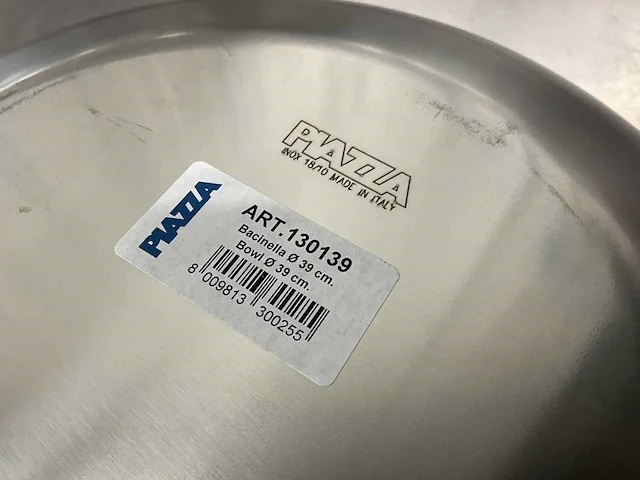 PIAZZA
INOX 18/10 MADE IN ITALY
PIAZZA
ART.130139
Bacinella Ø 39 cm.
Bowl Ø 39 cm.
8 009813 300255